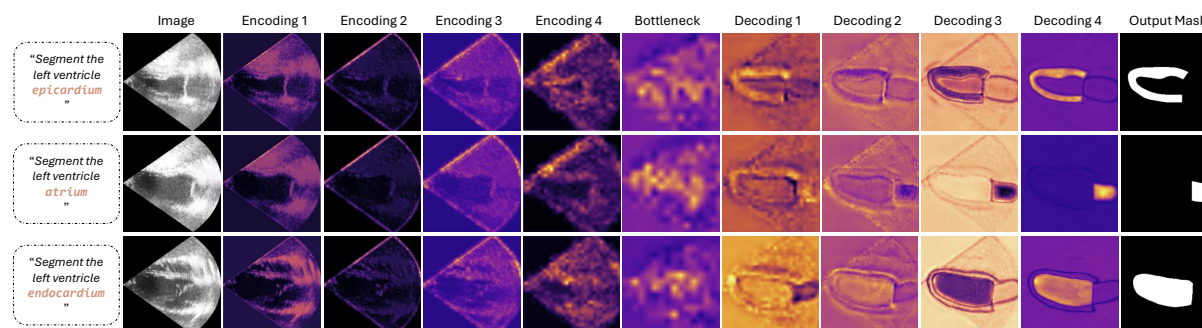 Image Encoding 1 Encoding 2 Encoding 3 Encoding 4 Bottleneck Decoding 1 Decoding 2 Decoding 3 Decoding 4 Output Mask
“Segment the
left ventricle
epicardium
”
“Segment the
left ventricle
atrium
”
“Segment the
left ventricle
endocardium
”